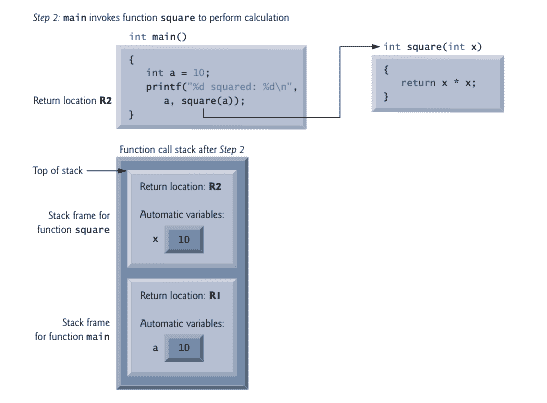 Step 2: main invokes function square to perform calculation
int main()
{
int a = 10;
printf("%d squared: %d\n",
a, square(a));
}
Return location R2
int square(int x)
{
return x * x;
}
Function call stack after Step 2
Top of stack
Return location: R2
Automatic variables:
x 10
Stack frame for
function square
Return location: R1
Automatic variables:
a 10
Stack frame
for function main